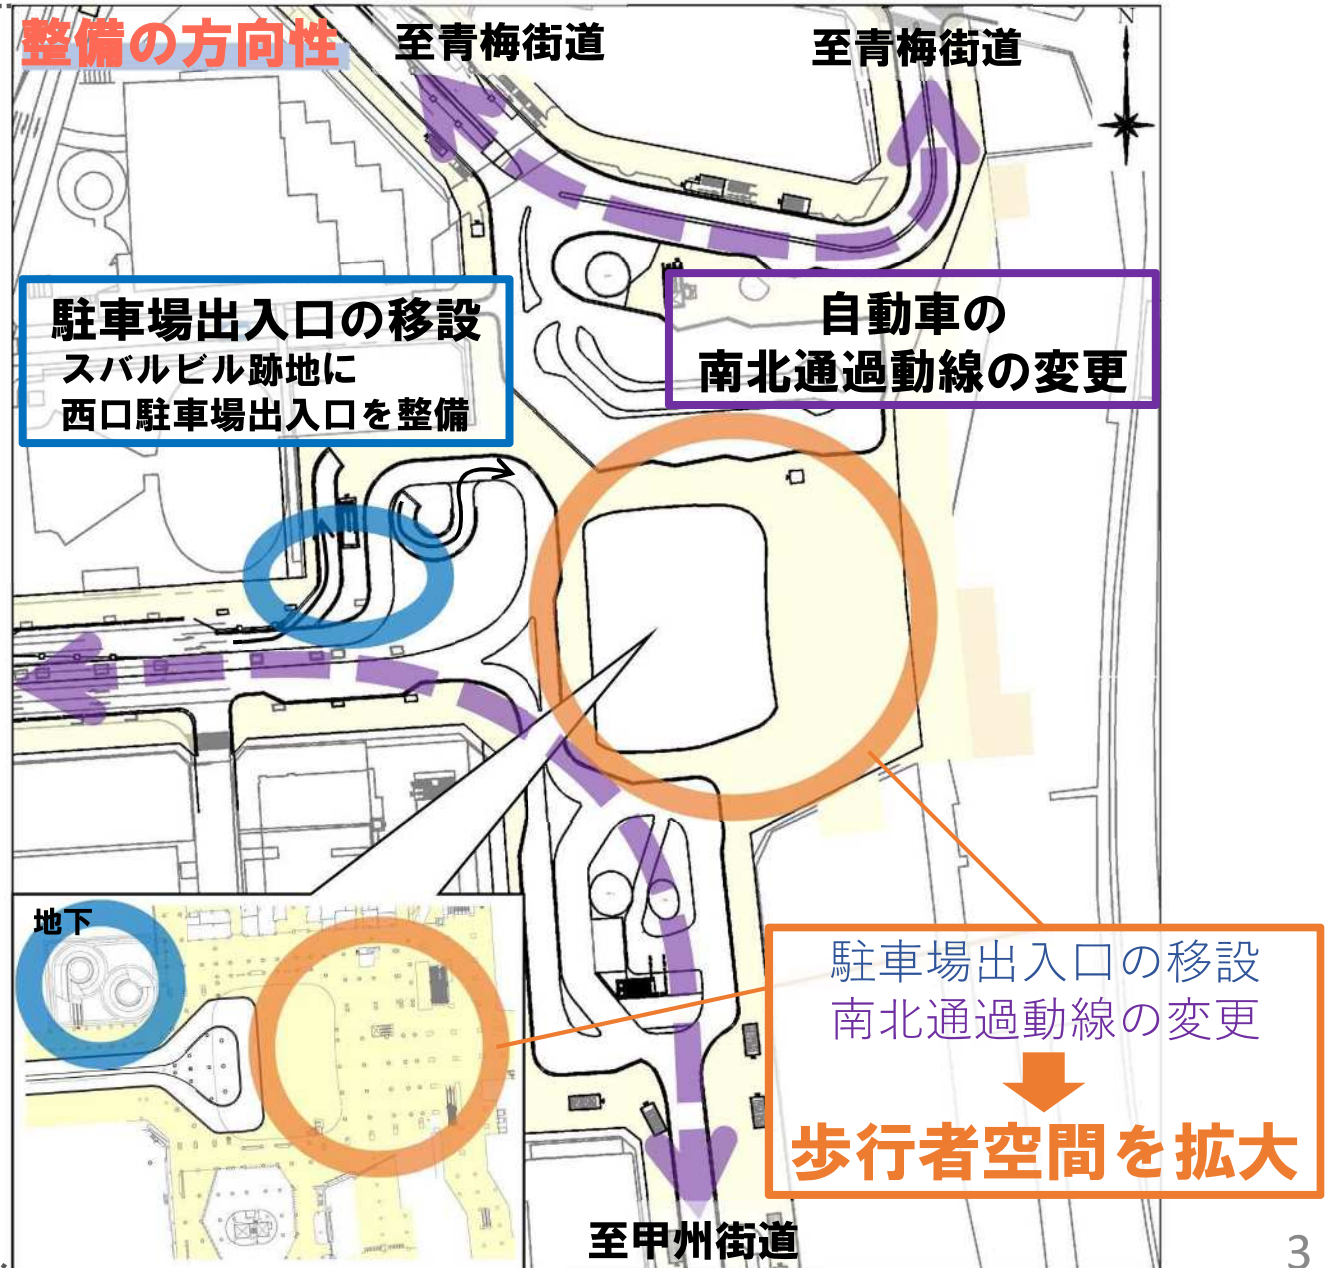 整備の方向性
至青梅街道
至青梅街道
N
駐車場出入口の移設
スバルビル跡地に
西口駐車場出入口を整備
自動車の
南北通過動線の変更
地下
駐車場出入口の移設
南北通過動線の変更
歩行者空間を拡大
至甲州街道
3